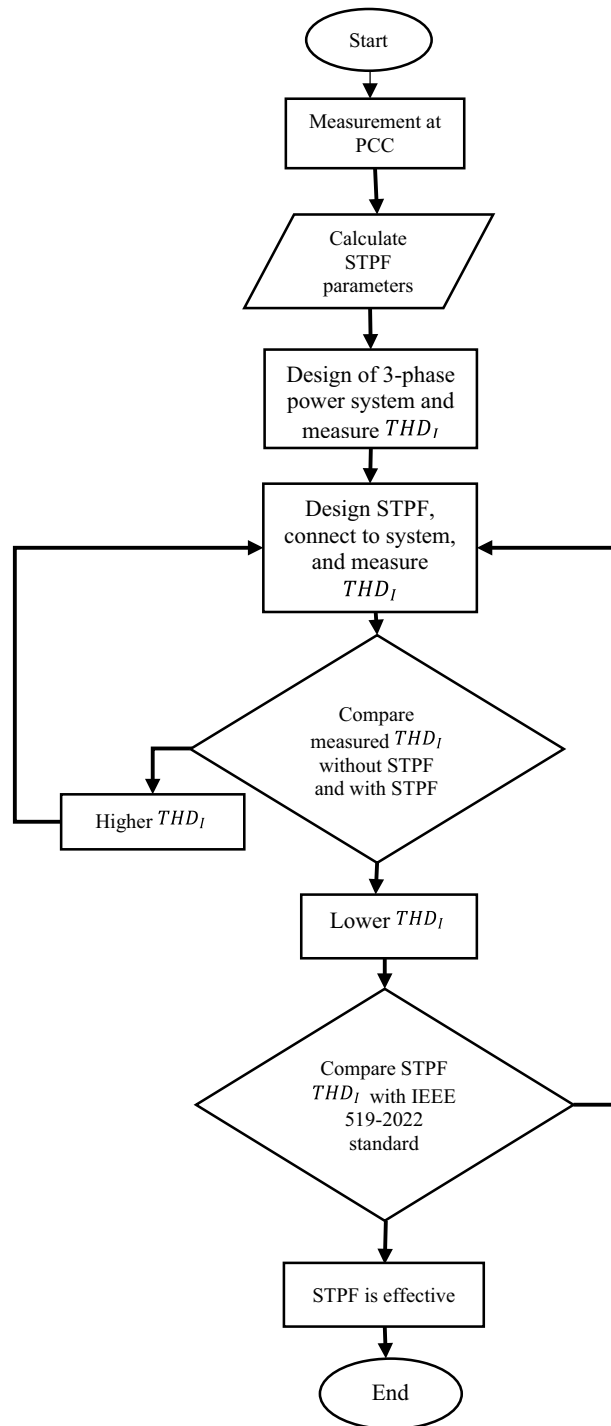 Start
Measurement at
PCC
Calculate
STPF
parameters
Design of 3-phase
power system and
measure THD_I
Design STPF,
connect to system,
and measure
THD_I
Compare
measured THD_I
without STPF
and with STPF
Higher THD_I
Lower THD_I
Compare STPF
THD_I with IEEE
519-2022
standard
STPF is effective
End